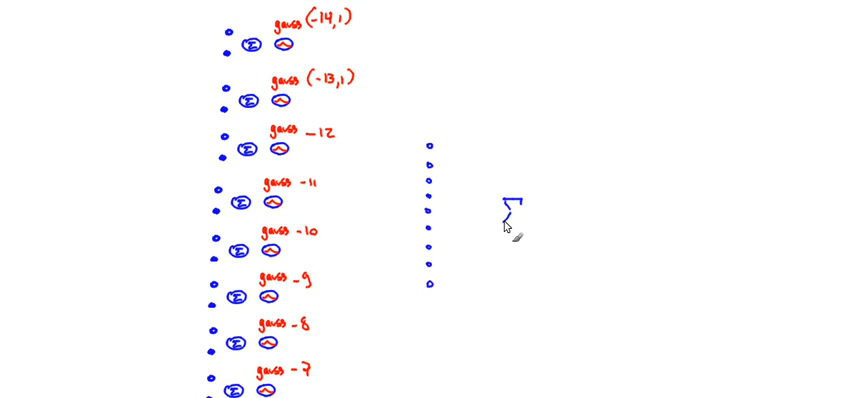 gauss (-14,1)
Σ
gauss (-13,1)
Σ
gauss -12
Σ
gauss -11
Σ
gauss -10
Σ
gauss -9
Σ
gauss -8
Σ
gauss -7
Σ
Σ